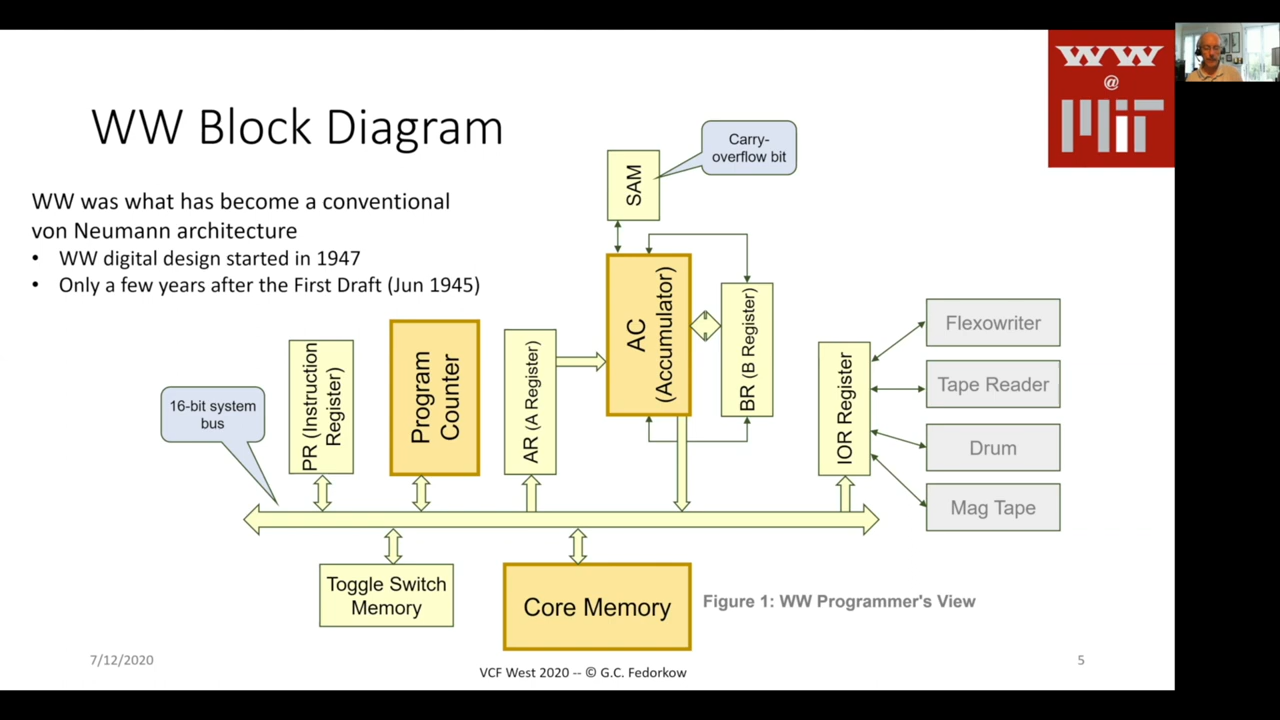 WW
@
MiT
WW Block Diagram
Carry-
overflow bit
SAM
WW was what has become a conventional
von Neumann architecture
• WW digital design started in 1947
• Only a few years after the First Draft (Jun 1945)
16-bit system
bus
PR (Instruction
Register)
Program
Counter
AR (A Register)
AC
(Accumulator)
BR (B Register)
IOR Register
Flexowriter
Tape Reader
Drum
Mag Tape
Toggle Switch
Memory
Core Memory
Figure 1: WW Programmer's View
7/12/2020
VCF West 2020 -- © G.C. Fedorkow
5